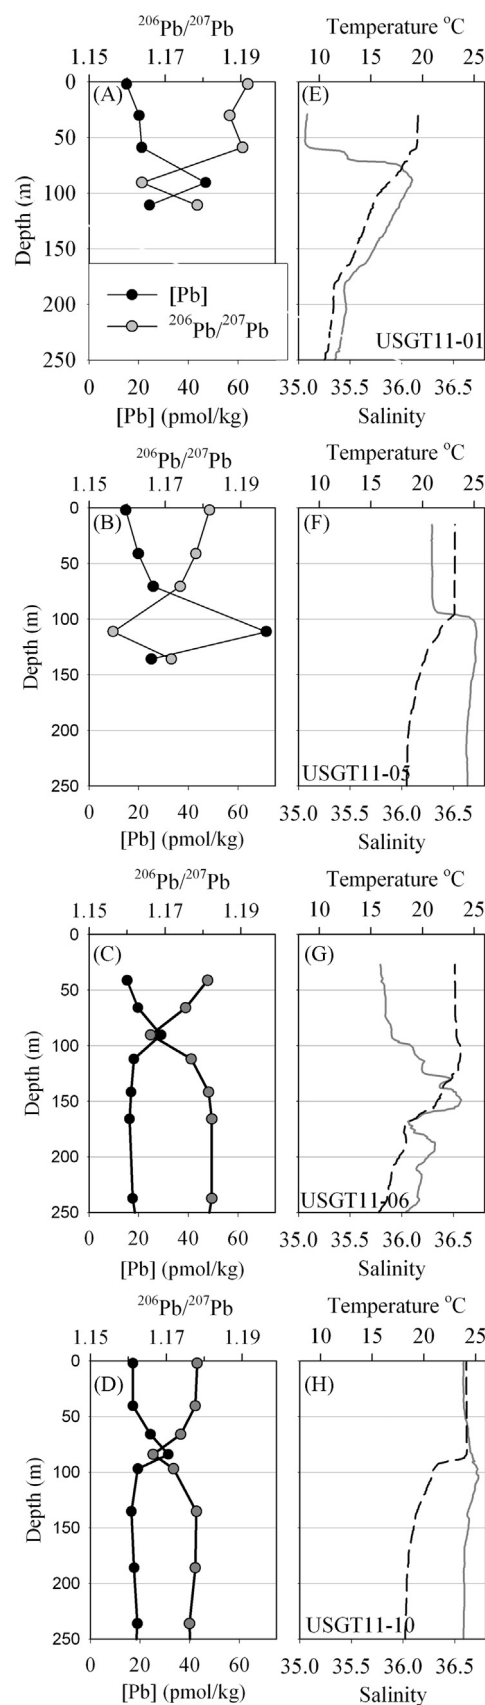 ²⁰⁶Pb/²⁰⁷Pb Temperature °C
1.15 1.17 1.19 10 15 20 25
0 (A) (E)
50
100
Depth (m)
150
[Pb]
200
²⁰⁶Pb/²⁰⁷Pb
USGT11-01
250
0 20 40 60 35.0 35.5 36.0 36.5
[Pb] (pmol/kg) Salinity
²⁰⁶Pb/²⁰⁷Pb Temperature °C
1.15 1.17 1.19 10 15 20 25
0 (B) (F)
50
100
Depth (m)
150
200
USGT11-05
250
0 20 40 60 35.0 35.5 36.0 36.5
[Pb] (pmol/kg) Salinity
²⁰⁶Pb/²⁰⁷Pb Temperature °C
1.15 1.17 1.19 10 15 20 25
0 (C) (G)
50
100
Depth (m)
150
200
USGT11-06
250
0 20 40 60 35.0 35.5 36.0 36.5
[Pb] (pmol/kg) Salinity
²⁰⁶Pb/²⁰⁷Pb Temperature °C
1.15 1.17 1.19 10 15 20 25
0 (D) (H)
50
100
Depth (m)
150
200
USGT11-10
250
0 20 40 60 35.0 35.5 36.0 36.5
[Pb] (pmol/kg) Salinity